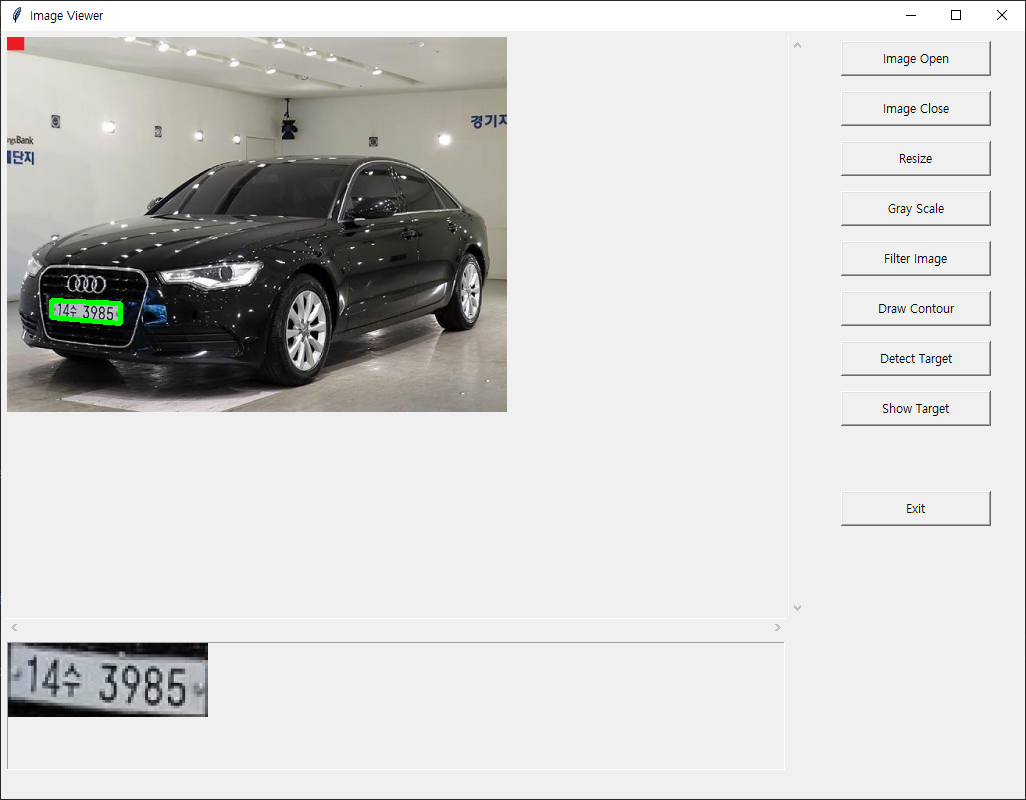 Image Viewer
Image Open
Image Close
Resize
Gray Scale
Filter Image
Draw Contour
Detect Target
Show Target
Exit
경기
ngsBank
단지
14수 3985
14수 3985